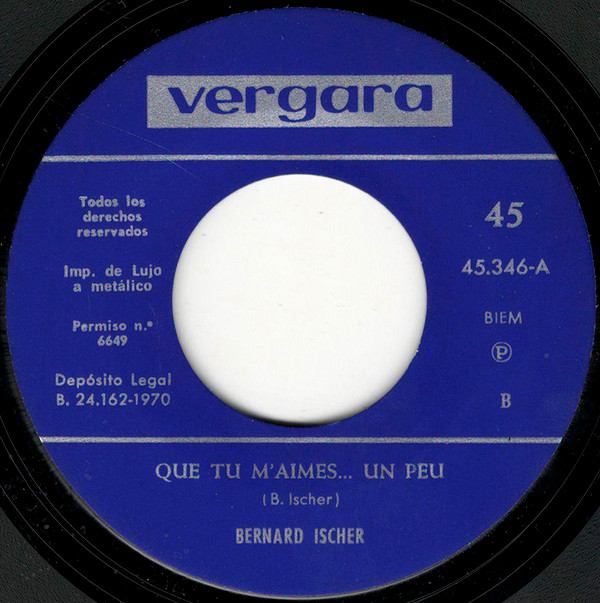 vergara
Todos los
derechos
reservados
Imp. de Lujo
a metálico
Permiso n.º
6649
Depósito Legal
B. 24.162-1970
45
45.346-A
BIEM
Ⓟ
B
QUE TU M'AIMES... UN PEU
(B. Ischer)
BERNARD ISCHER